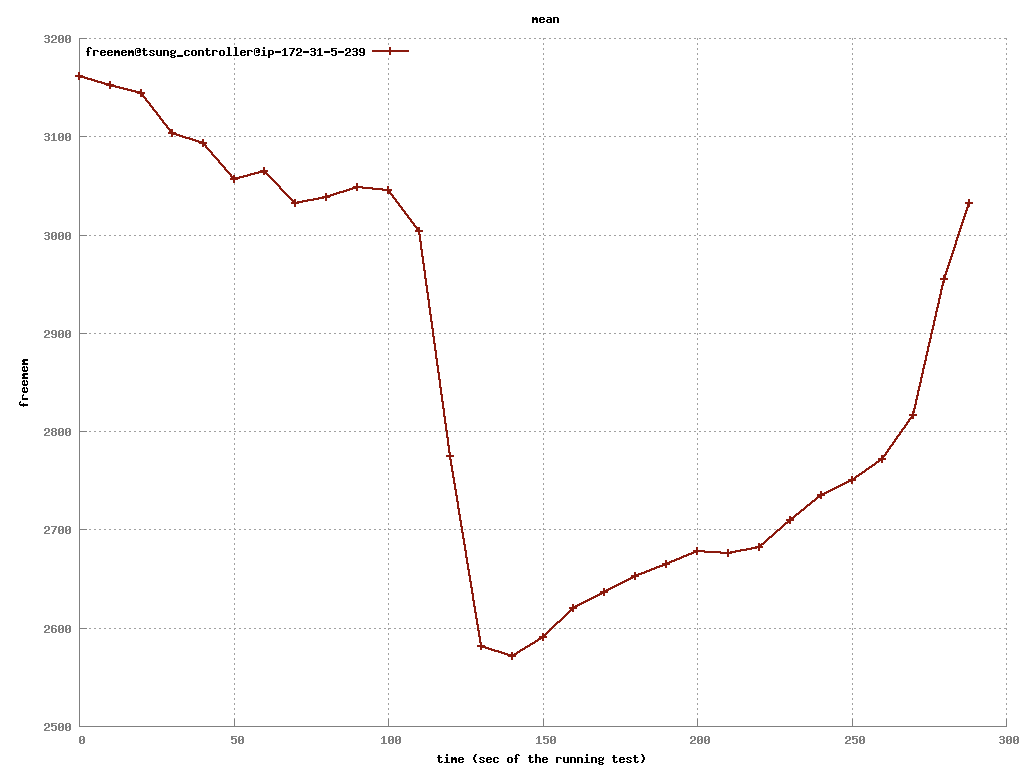 mean
freemem@tsung_controller@ip-172-31-5-239
3200
3100
3000
2900
2800
2700
2600
2500
freemem
0 50 100 150 200 250 300
time (sec of the running test)